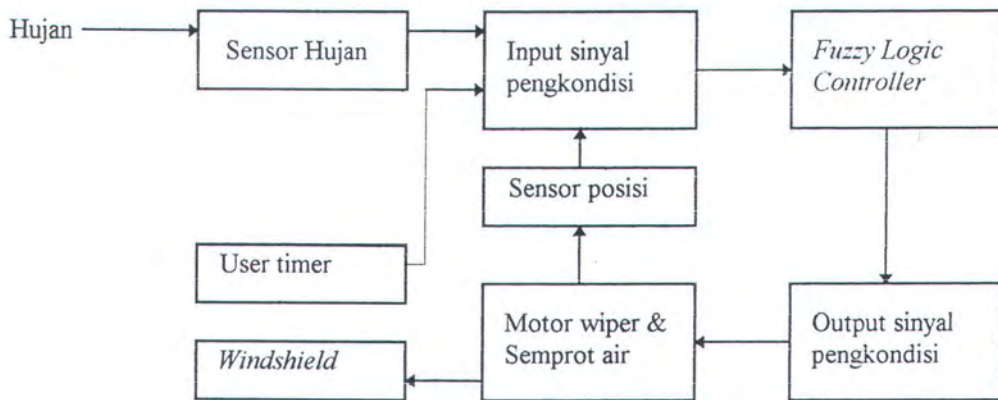 Hujan
Sensor Hujan
Input sinyal
pengkondisi
Fuzzy Logic
Controller
Sensor posisi
User timer
Motor wiper &
Semprot air
Output sinyal
pengkondisi
Windshield